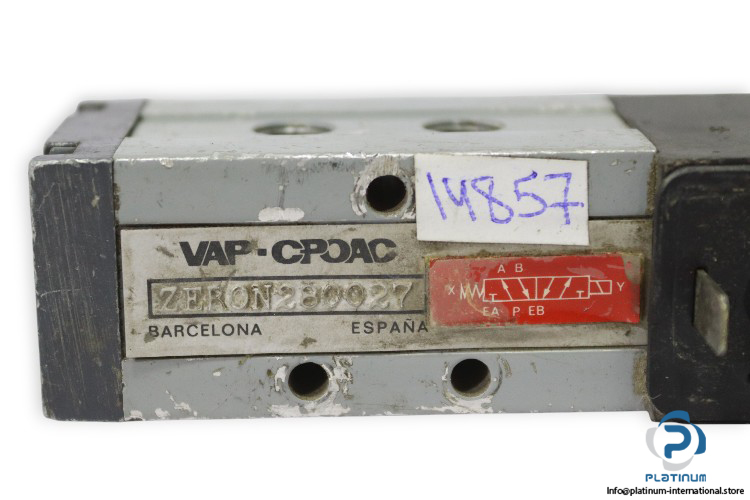 14857
VAP·CPOAC
ZERON280027
BARCELONA ESPAÑA
A B
X Y
EA P EB
PLATINUM
Info@platinum-international.store